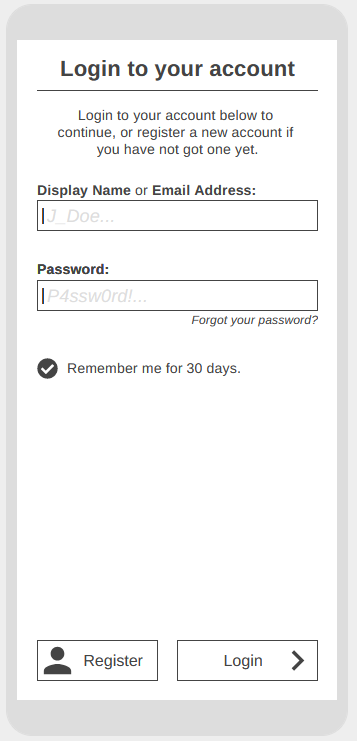 Login to your account
Login to your account below to
continue, or register a new account if
you have not got one yet.
Display Name or Email Address:
J_Doe...
Password:
P4ssw0rd!...
Forgot your password?
Remember me for 30 days.
Register
Login